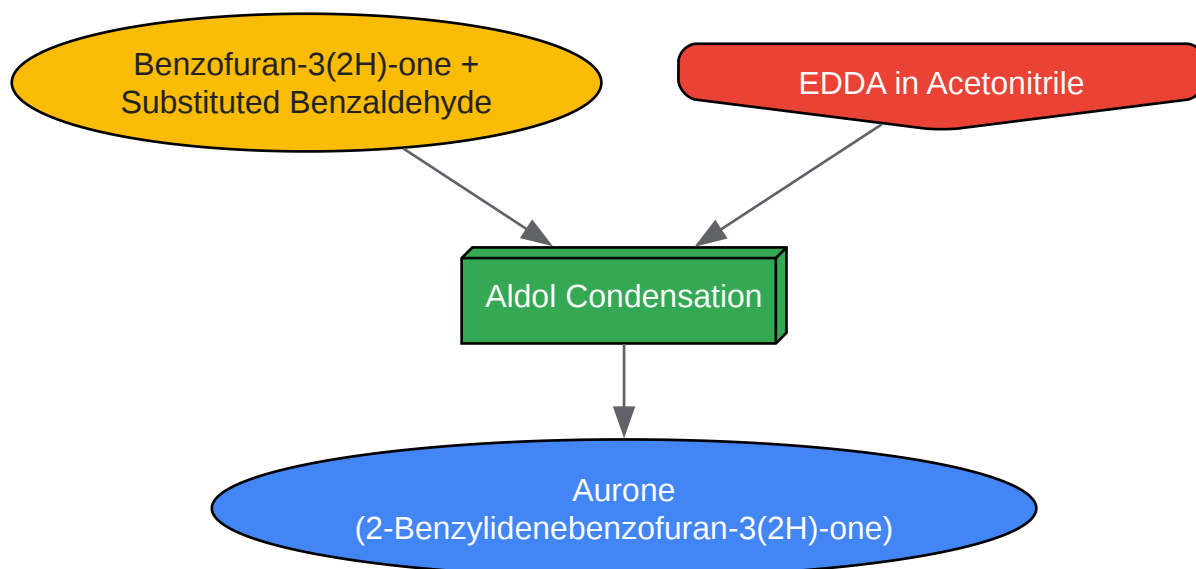 Benzofuran-3(2H)-one +
Substituted Benzaldehyde
EDDA in Acetonitrile
Aldol Condensation
Aurone
(2-Benzylidenebenzofuran-3(2H)-one)